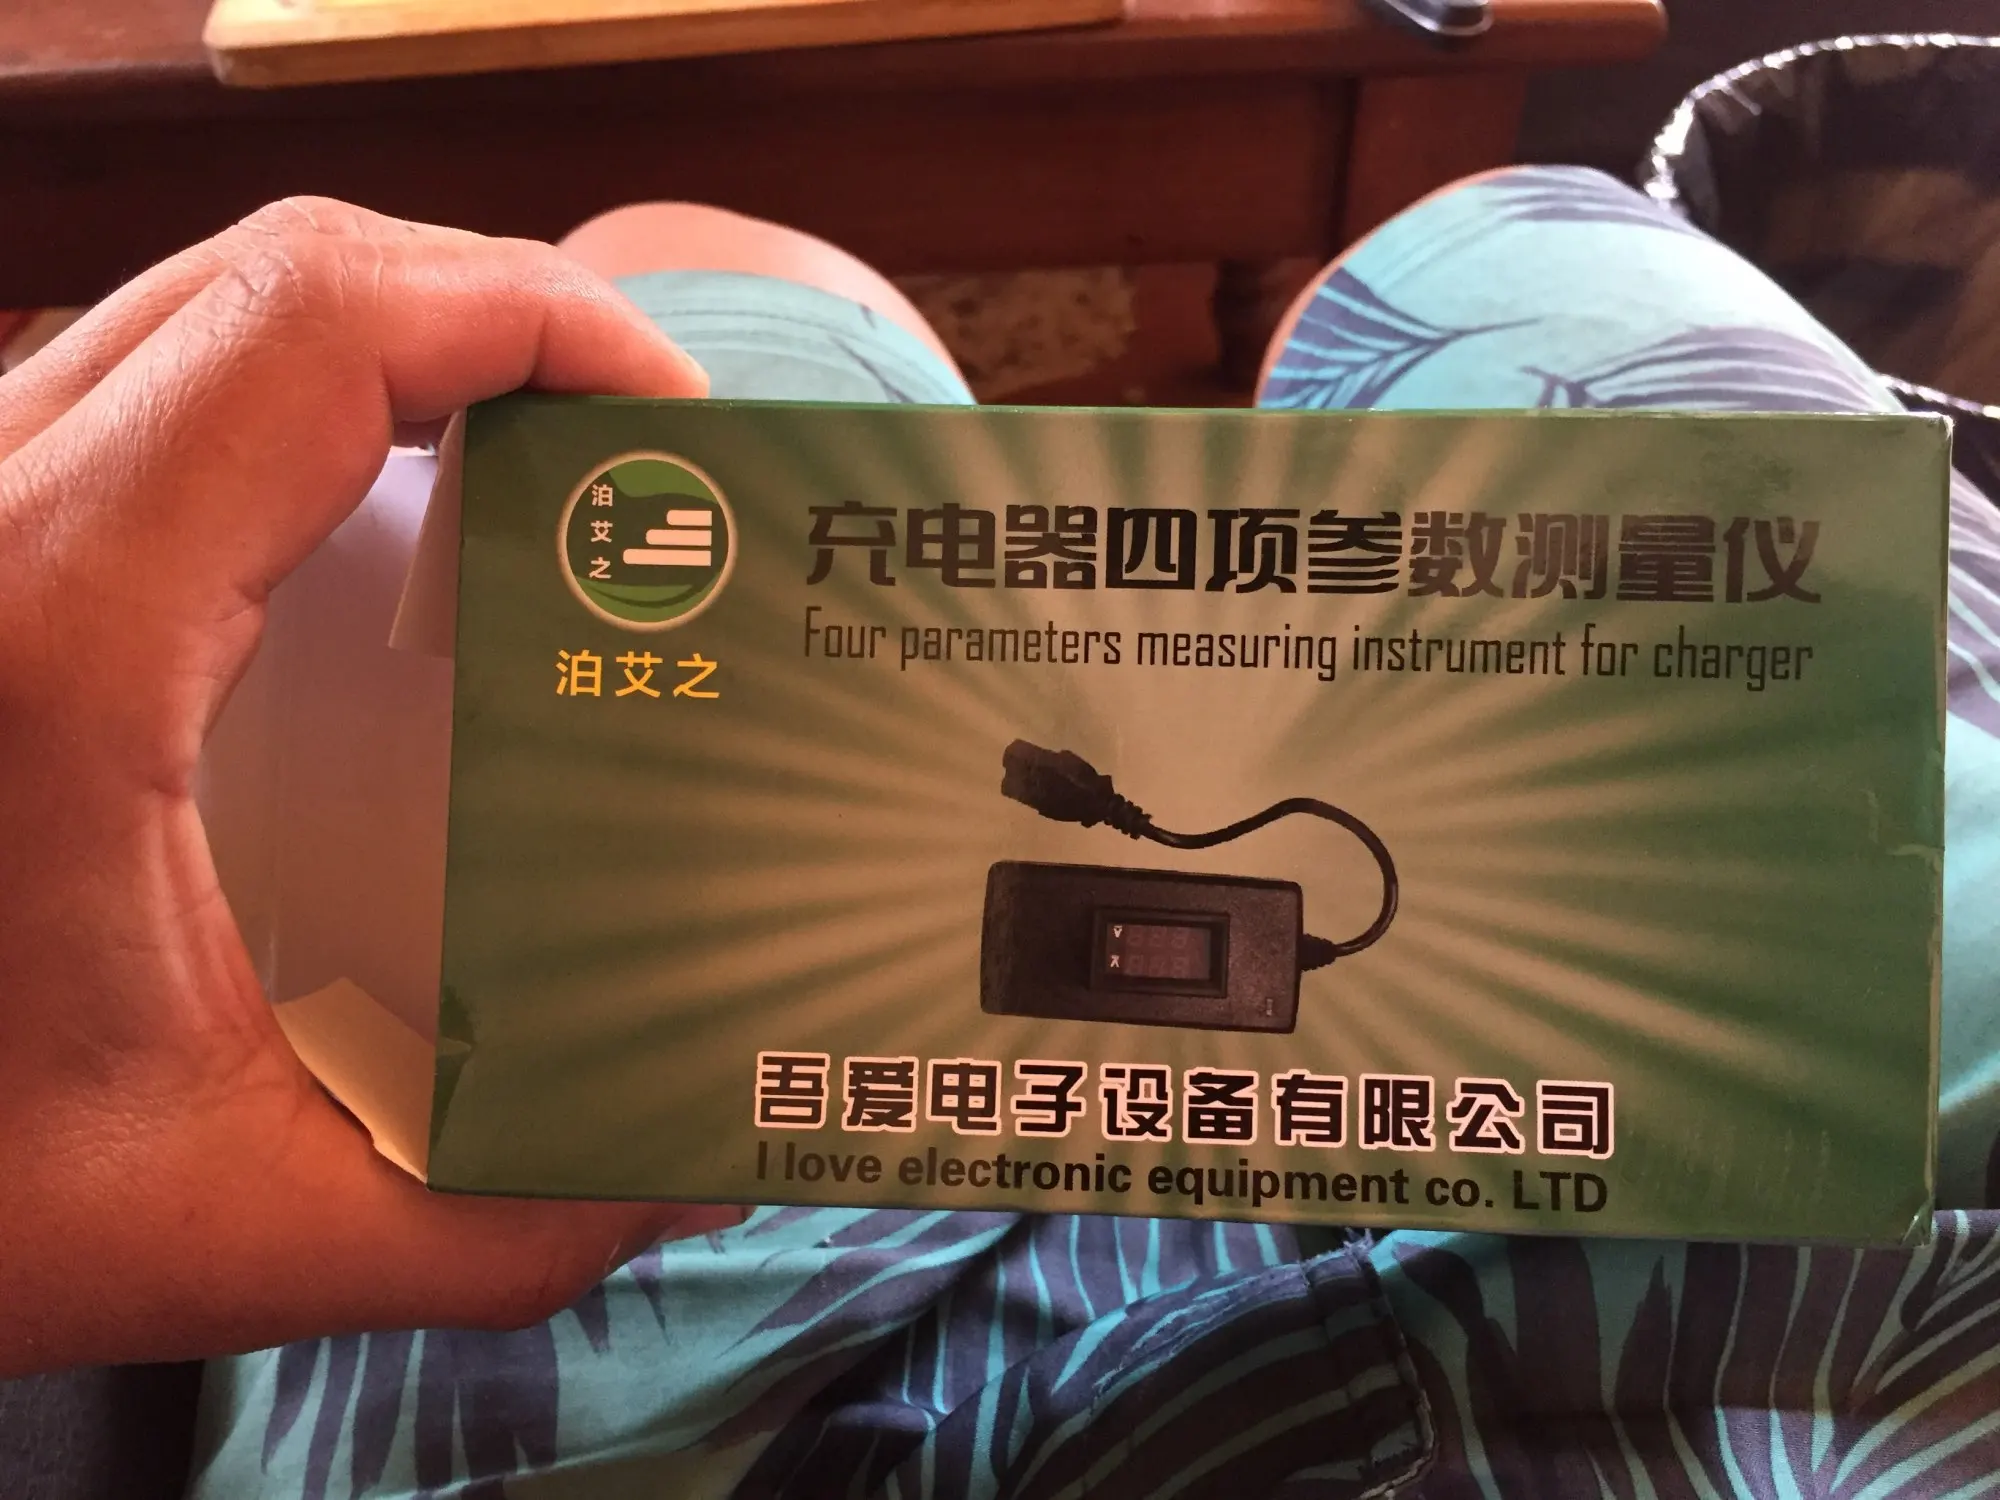 泊
艾
之
泊艾之
充电器四项参数测量仪
Four parameters measuring instrument for charger
V
A
吾爱电子设备有限公司
I love electronic equipment co. LTD